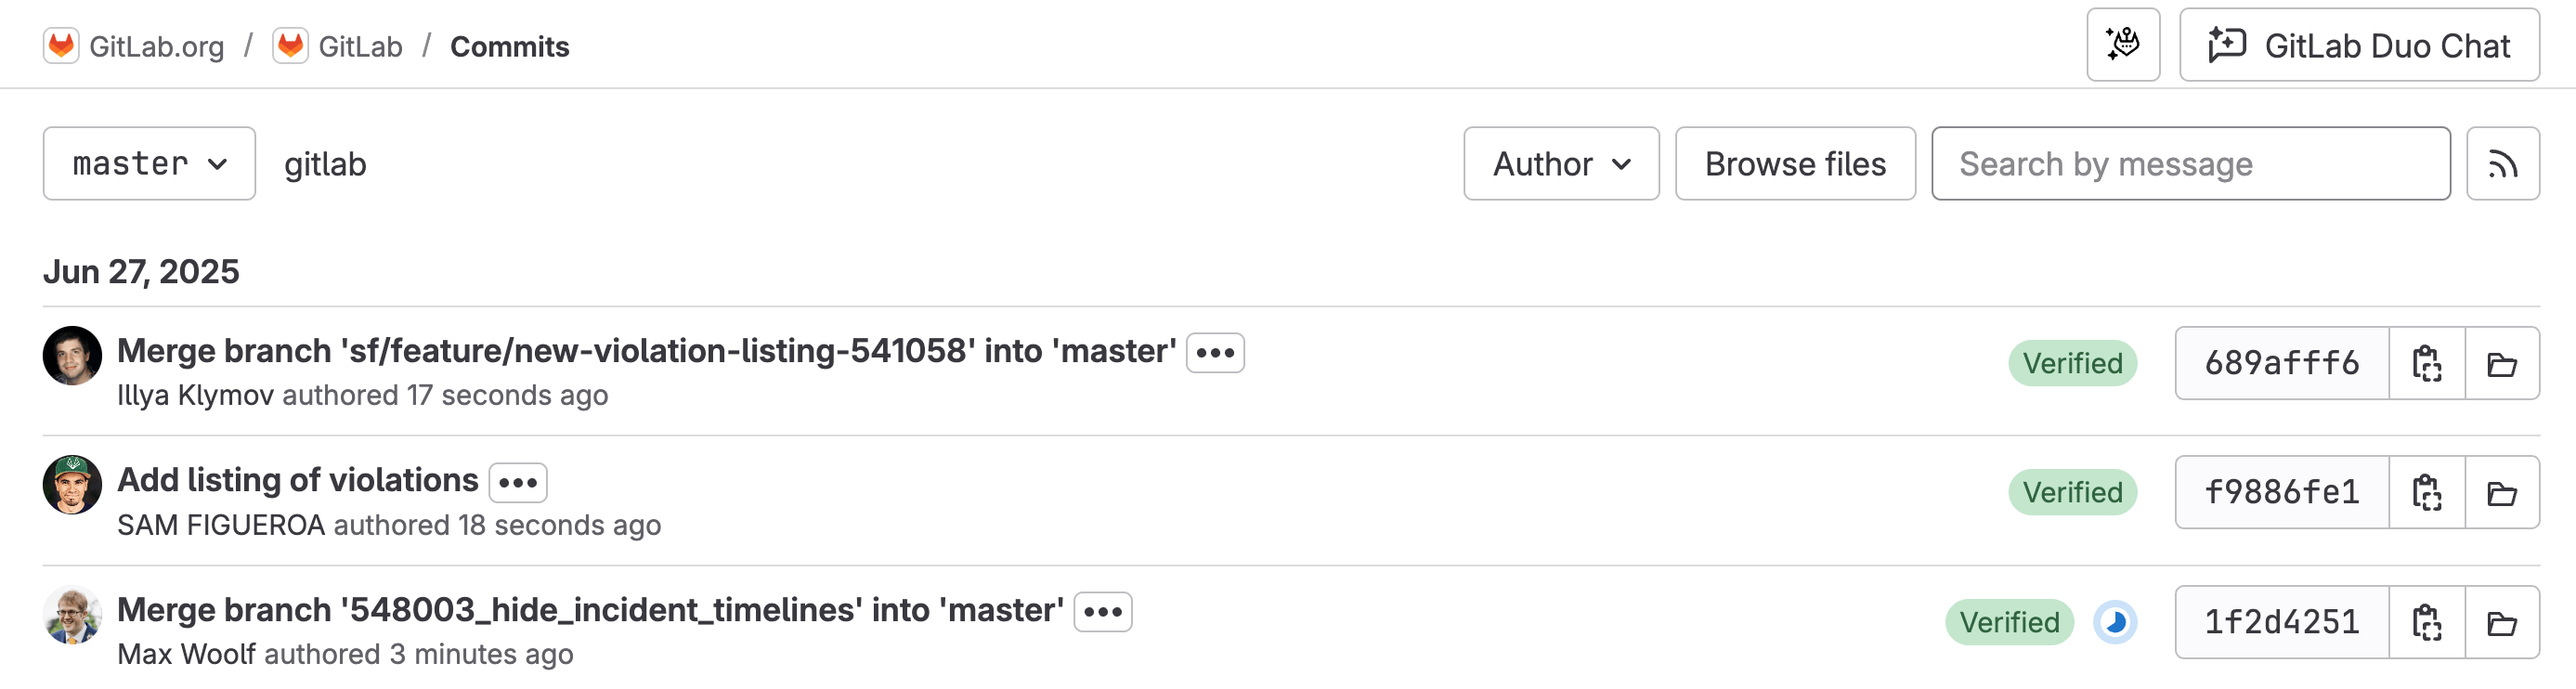 GitLab.org / GitLab / Commits
GitLab Duo Chat
master gitlab Author Browse files Search by message
Jun 27, 2025
Merge branch 'sf/feature/new-violation-listing-541058' into 'master'
Illya Klymov authored 17 seconds ago
Verified 689afff6
Add listing of violations
SAM FIGUEROA authored 18 seconds ago
Verified f9886fe1
Merge branch '548003_hide_incident_timelines' into 'master'
Max Woolf authored 3 minutes ago
Verified 1f2d4251